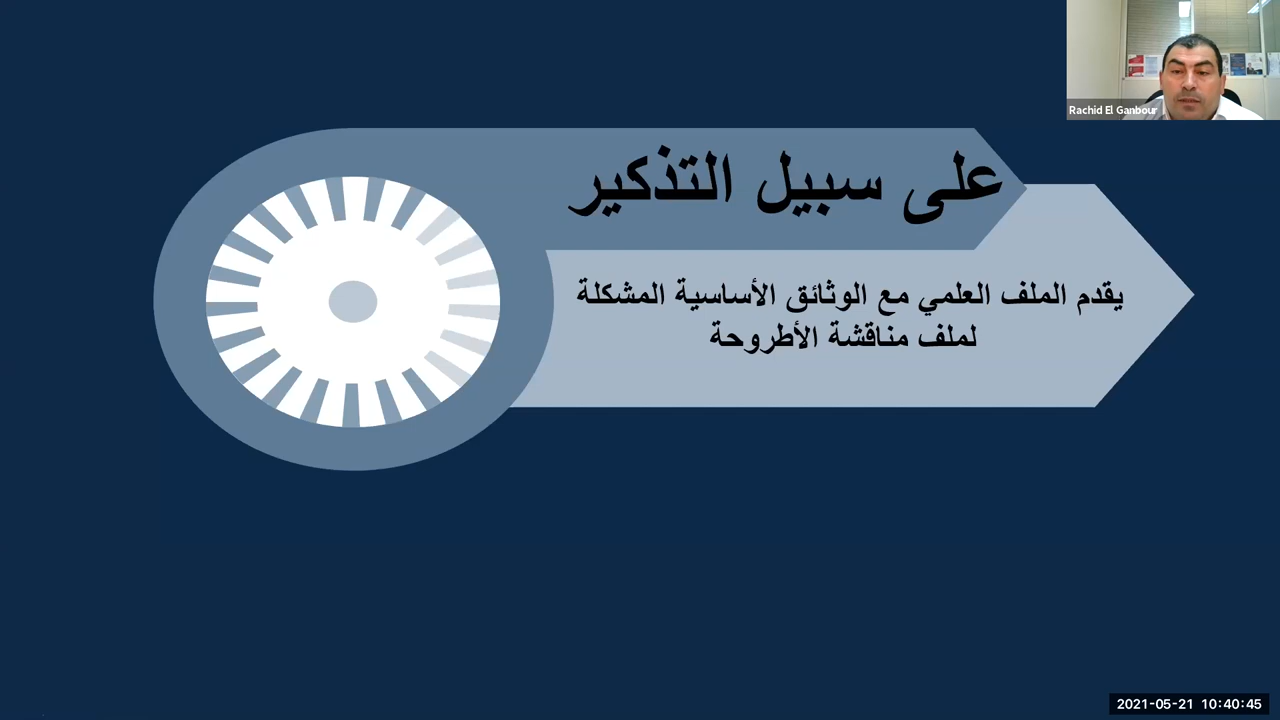 Rachid El Ganbour
على سبيل التذكير
يقدم الملف العلمي مع الوثائق الأساسية المشكلة
لملف مناقشة الأطروحة
2021-05-21 10:40:45